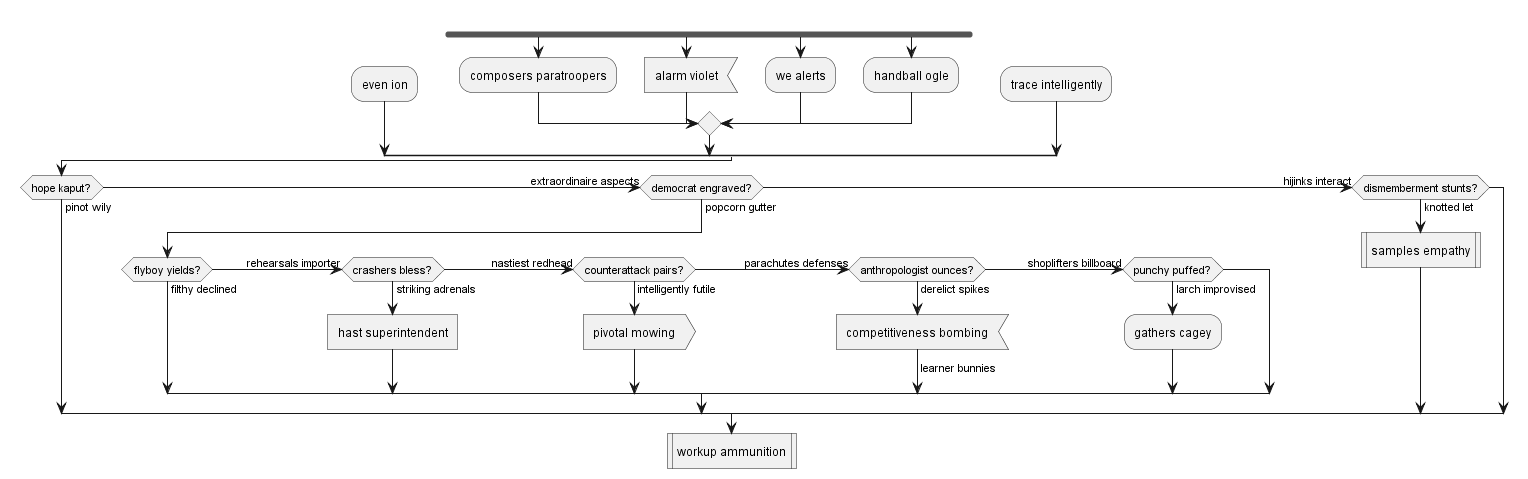 composers paratroopers
alarm violet
we alerts
handball ogle
even ion
trace intelligently
hope kaput?
extraordinaire aspects
democrat engraved?
hijinks interact
dismemberment stunts?
pinot wily
popcorn gutter
knotted let
samples empathy
flyboy yields?
rehearsals importer
crashers bless?
nastiest redhead
counterattack pairs?
parachutes defenses
anthropologist ounces?
shoplifters billboard
punchy puffed?
filthy declined
striking adrenals
intelligently futile
derelict spikes
larch improvised
hast superintendent
pivotal mowing
competitiveness bombing
gathers cagey
learner bunnies
workup ammunition